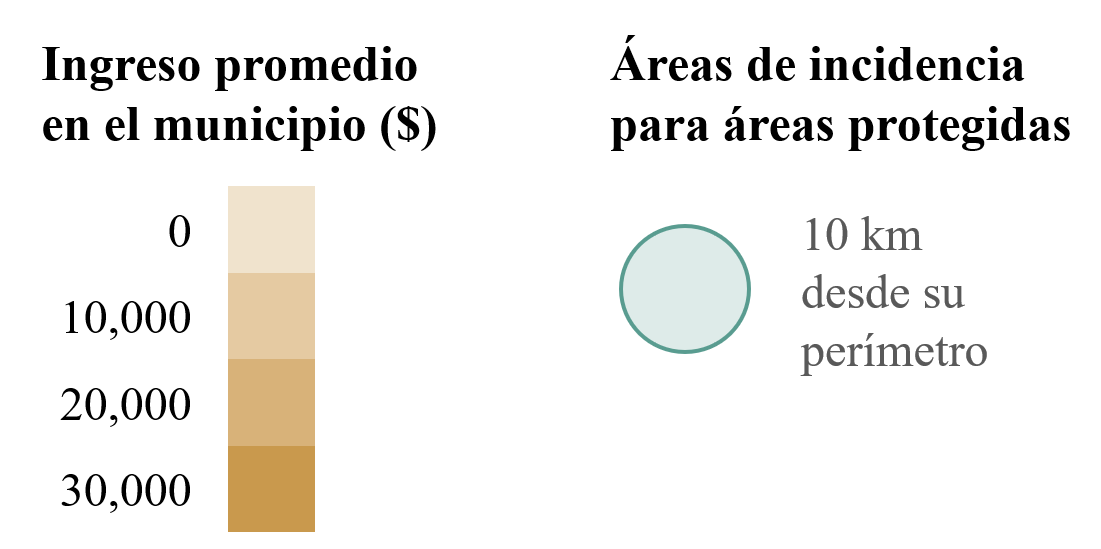 Ingreso promedio
en el municipio ($)
0
10,000
20,000
30,000
Áreas de incidencia
para áreas protegidas
10 km
desde su
perímetro